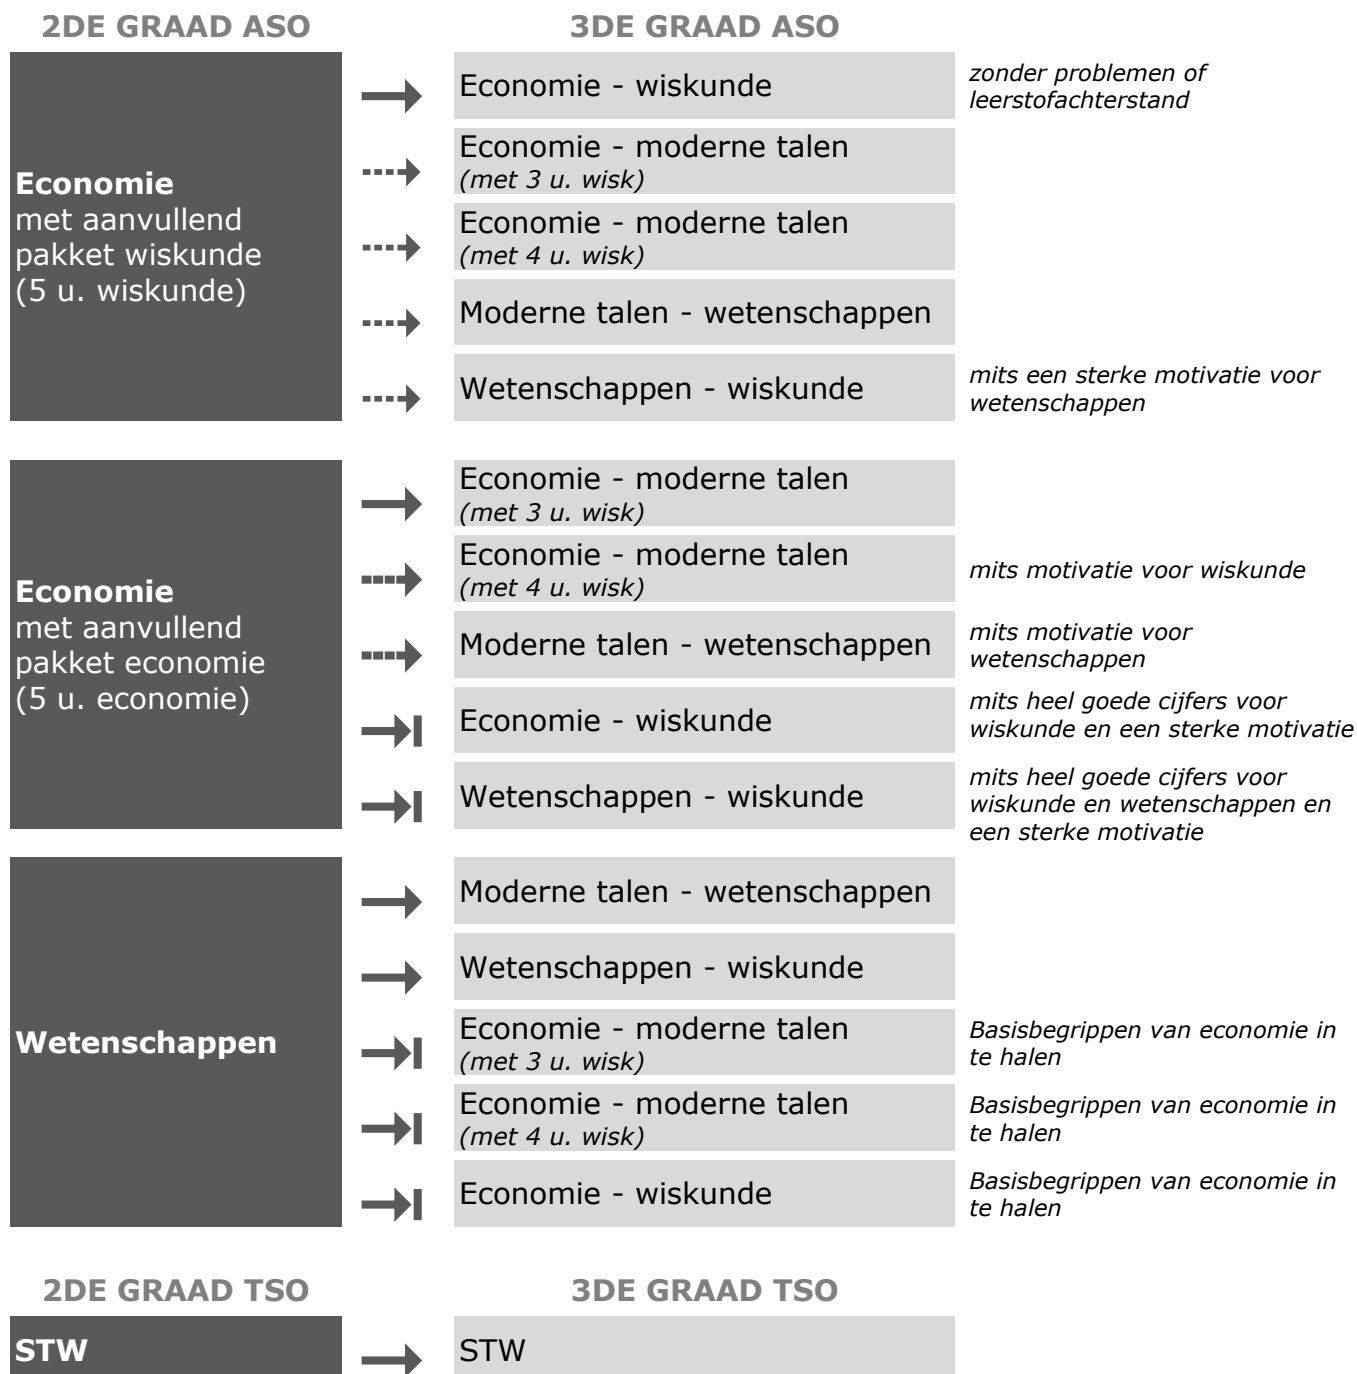 2DE GRAAD ASO
3DE GRAAD ASO
Economie
met aanvullend
pakket wiskunde
(5 u. wiskunde)
Economie - wiskunde
zonder problemen of
leerstofachterstand
Economie - moderne talen
(met 3 u. wisk)
Economie - moderne talen
(met 4 u. wisk)
Moderne talen - wetenschappen
Wetenschappen - wiskunde
mits een sterke motivatie voor
wetenschappen
Economie
met aanvullend
pakket economie
(5 u. economie)
Economie - moderne talen
(met 3 u. wisk)
Economie - moderne talen
(met 4 u. wisk)
mits motivatie voor wiskunde
Moderne talen - wetenschappen
mits motivatie voor
wetenschappen
Economie - wiskunde
mits heel goede cijfers voor
wiskunde en een sterke motivatie
Wetenschappen - wiskunde
mits heel goede cijfers voor
wiskunde en wetenschappen en
een sterke motivatie
Wetenschappen
Moderne talen - wetenschappen
Wetenschappen - wiskunde
Economie - moderne talen
(met 3 u. wisk)
Basisbegrippen van economie in
te halen
Economie - moderne talen
(met 4 u. wisk)
Basisbegrippen van economie in
te halen
Economie - wiskunde
Basisbegrippen van economie in
te halen
2DE GRAAD TSO
3DE GRAAD TSO
STW
STW